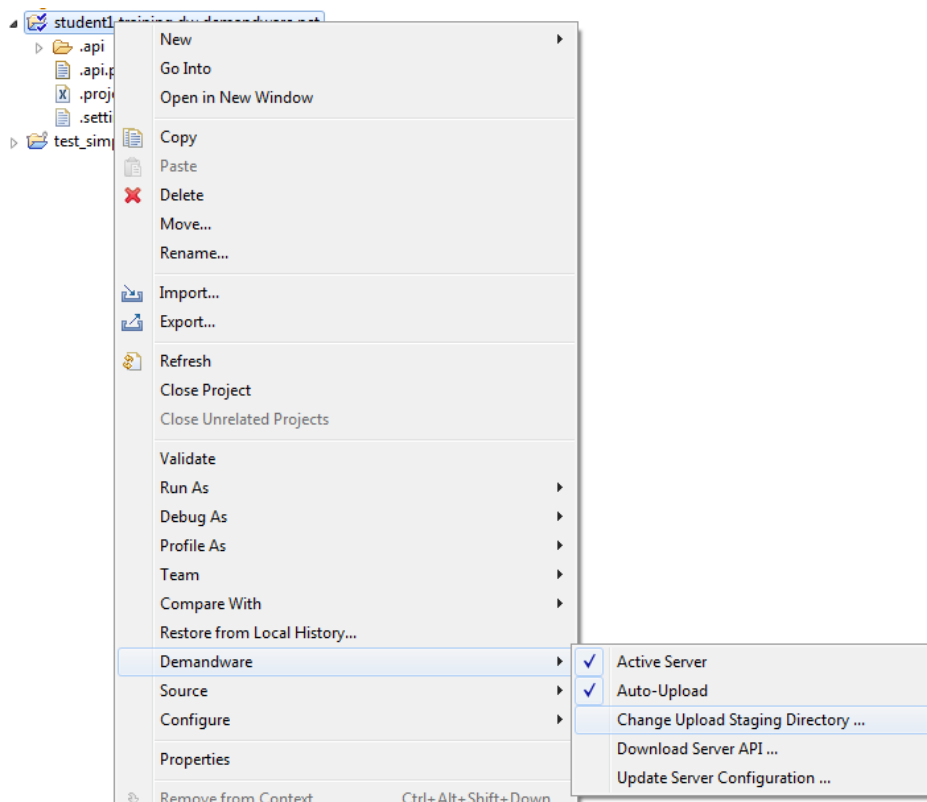 student1.training.dw.demandware.net
.api
.api.p
.proje
.setti
test_simp
New
Go Into
Open in New Window
Copy
Paste
Delete
Move...
Rename...
Import...
Export...
Refresh
Close Project
Close Unrelated Projects
Validate
Run As
Debug As
Profile As
Team
Compare With
Restore from Local History...
Demandware
Source
Configure
Properties
Remove from Context Ctrl+Alt+Shift+Down
Active Server
Auto-Upload
Change Upload Staging Directory ...
Download Server API ...
Update Server Configuration ...